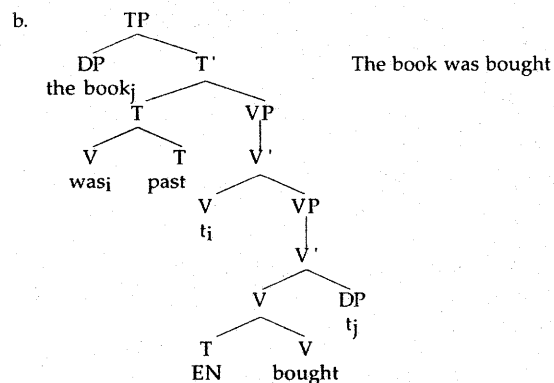 b. TP
DP T'
The book was bought
the bookj
T VP
V T V'
wasi past
V VP
ti
V'
V DP
tj
T V
EN bought